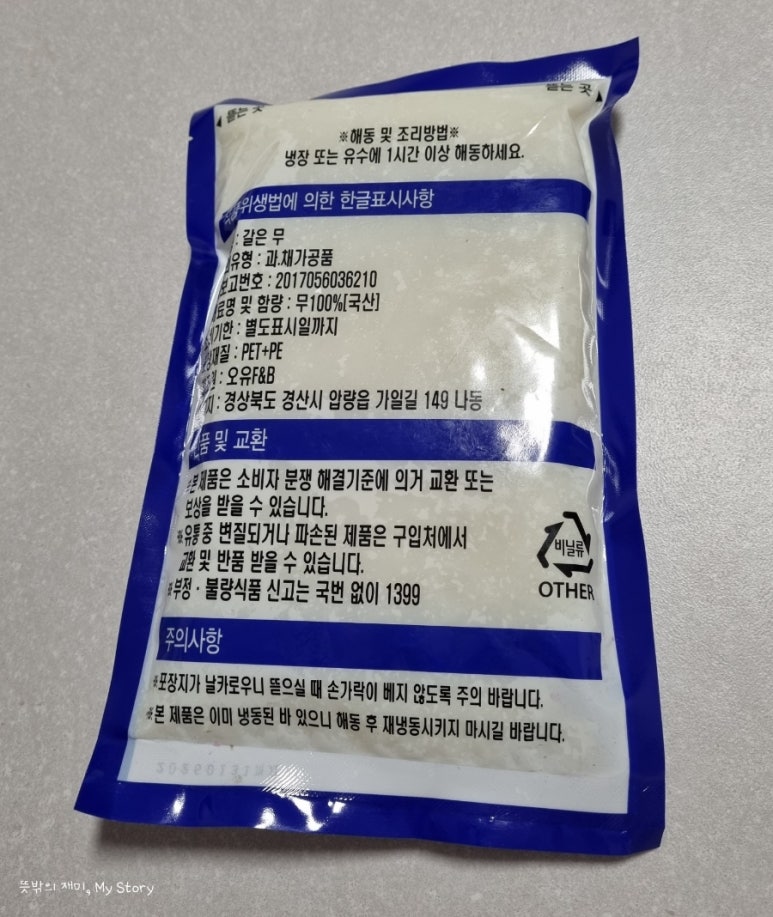 뜯는 곳
뜯는 곳
※해동 및 조리방법※
냉장 또는 유수에 1시간 이상 해동하세요.
식품위생법에 의한 한글표시사항
: 갈은 무
유형 : 과.채가공품
보고번호 : 2017056036210
원재료명 및 함량 : 무100%[국산]
기한 : 별도표시일까지
재질 : PET+PE
: 오유F&B
: 경상북도 경산시 압량읍 가일길 149 나동
반품 및 교환
※본제품은 소비자 분쟁 해결기준에 의거 교환 또는
보상을 받을 수 있습니다.
※유통 중 변질되거나 파손된 제품은 구입처에서
교환 및 반품 받을 수 있습니다.
※부정·불량식품 신고는 국번 없이 1399
비닐류
OTHER
주의사항
※포장지가 날카로우니 뜯으실 때 손가락이 베지 않도록 주의 바랍니다.
※본 제품은 이미 냉동된 바 있으니 해동 후 재냉동시키지 마시길 바랍니다.
뜻밖의 재미, My Story